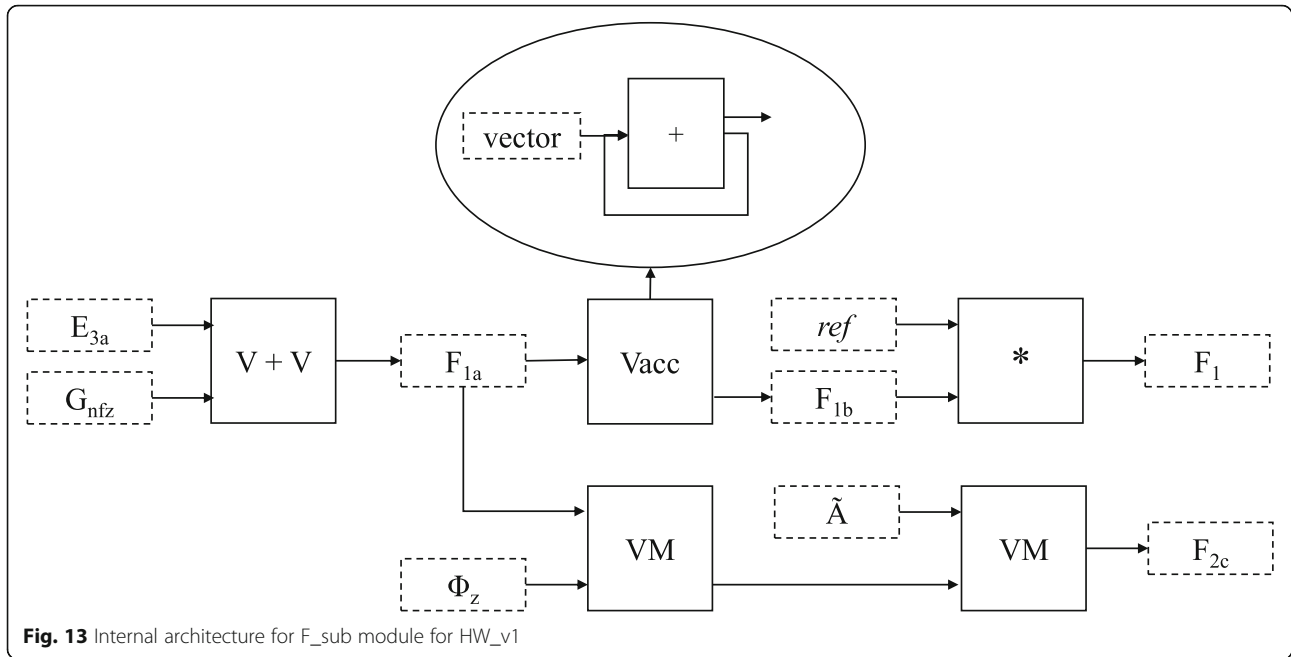 vector
+
E3a
Gnfz
V + V
F1a
Vacc
ref
F1b
*
F1
Φz
VM
Ã
VM
F2c
Fig. 13 Internal architecture for F_sub module for HW_v1